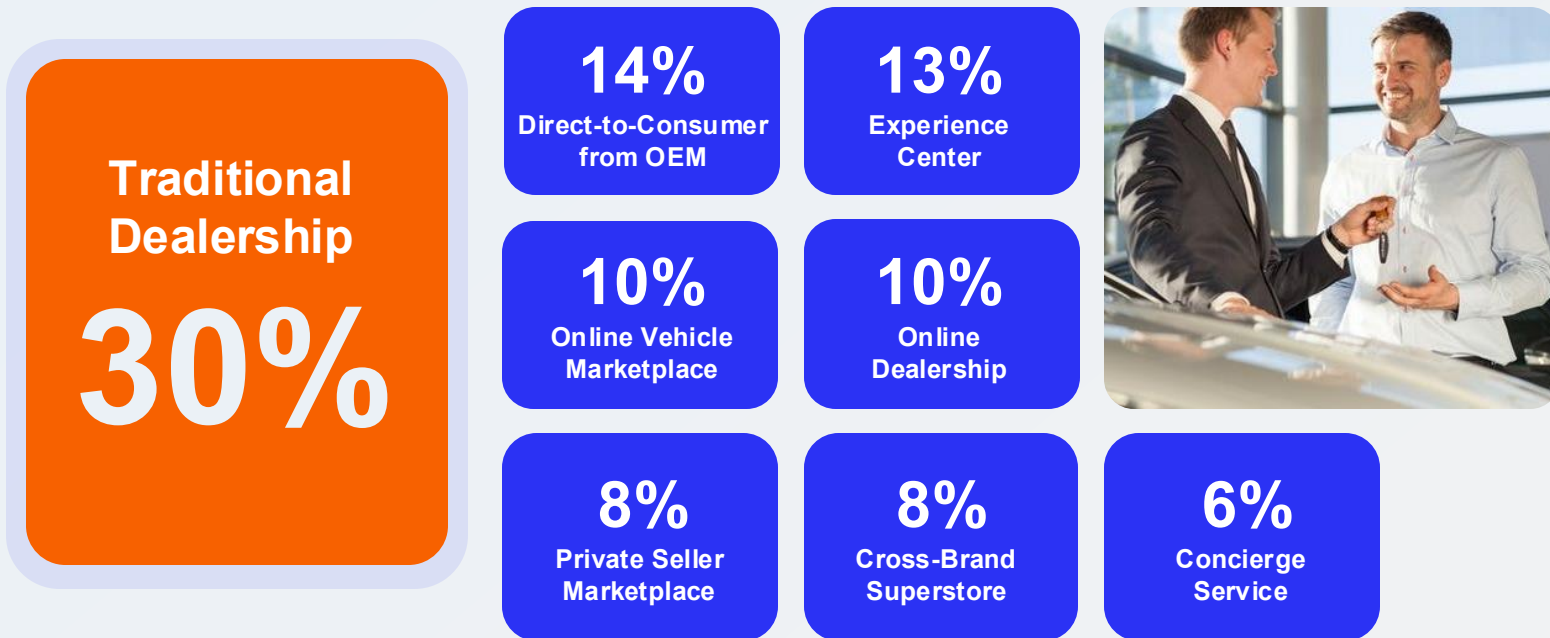 Traditional
Dealership
30%
14%
Direct-to-Consumer
from OEM
13%
Experience
Center
10%
Online Vehicle
Marketplace
10%
Online
Dealership
8%
Private Seller
Marketplace
8%
Cross-Brand
Superstore
6%
Concierge
Service